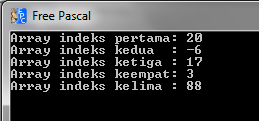 Free Pascal
Array indeks pertama: 20
Array indeks kedua  : -6
Array indeks ketiga : 17
Array indeks keempat: 3
Array indeks kelima : 88